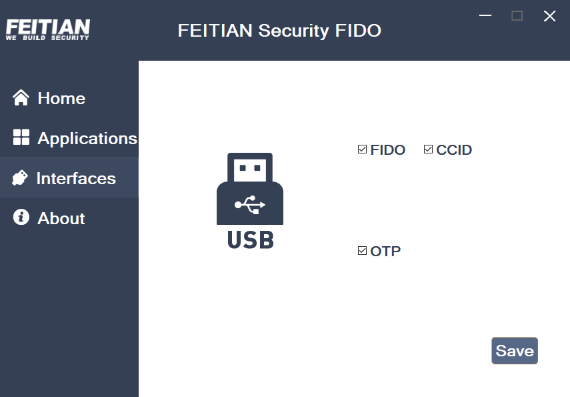 FEITIAN
WE BUILD SECURITY
FEITIAN Security FIDO
Home
Applications
Interfaces
About
FIDO CCID
USB
OTP
Save